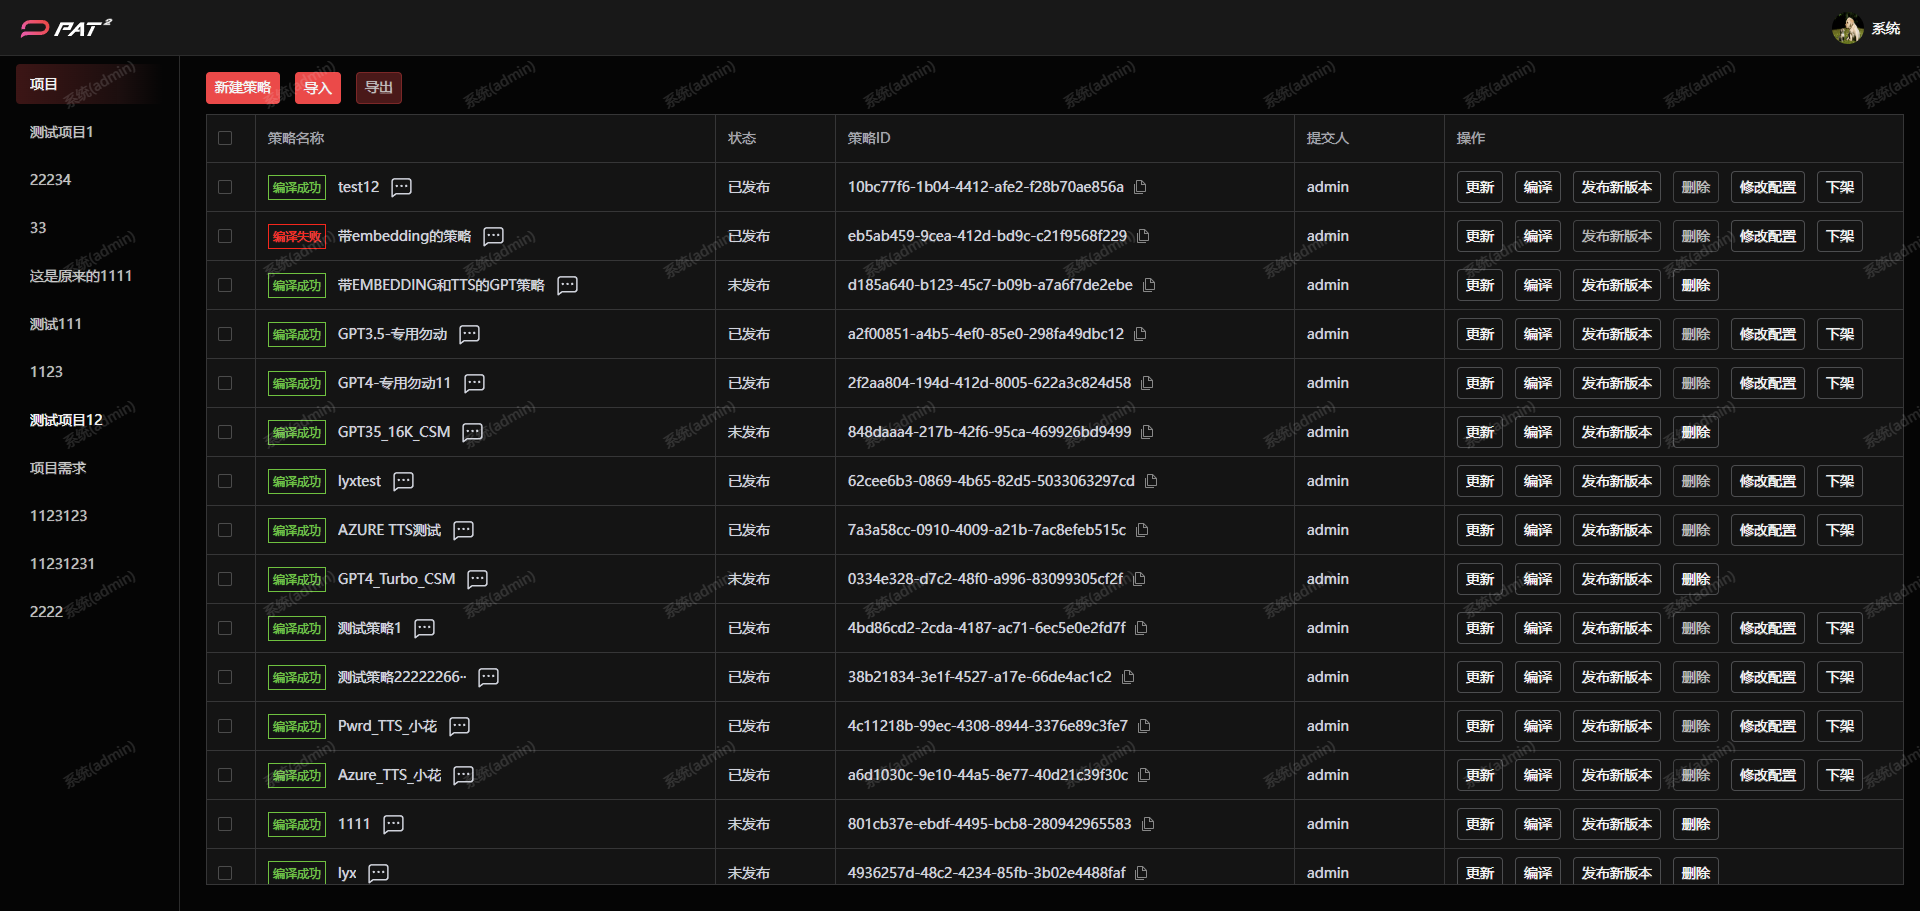 PAT²
系统
项目
测试项目1
22234
33
这是原来的1111
测试111
1123
测试项目12
项目需求
1123123
11231231
2222
新建策略 导入 导出
策略名称 状态 策略ID 提交人 操作
编译成功 test12 已发布 10bc77f6-1b04-4412-afe2-f28b70ae856a admin 更新 编译 发布新版本 删除 修改配置 下架
编译失败 带embedding的策略 已发布 eb5ab459-9cea-412d-bd9c-c21f9568f229 admin 更新 编译 发布新版本 删除 修改配置 下架
编译成功 带EMBEDDING和TTS的GPT策略 未发布 d185a640-b123-45c7-b09b-a7a6f7de2ebe admin 更新 编译 发布新版本 删除
编译成功 GPT3.5-专用勿动 已发布 a2f00851-a4b5-4ef0-85e0-298fa49dbc12 admin 更新 编译 发布新版本 删除 修改配置 下架
编译成功 GPT4-专用勿动11 已发布 2f2aa804-194d-412d-8005-622a3c824d58 admin 更新 编译 发布新版本 删除 修改配置 下架
编译成功 GPT35_16K_CSM 未发布 848daaa4-217b-42f6-95ca-469926bd9499 admin 更新 编译 发布新版本 删除
编译成功 lyxtest 已发布 62cee6b3-0869-4b65-82d5-5033063297cd admin 更新 编译 发布新版本 删除 修改配置 下架
编译成功 AZURE TTS测试 已发布 7a3a58cc-0910-4009-a21b-7ac8efeb515c admin 更新 编译 发布新版本 删除 修改配置 下架
编译成功 GPT4_Turbo_CSM 未发布 0334e328-d7c2-48f0-a996-83099305cf2f admin 更新 编译 发布新版本 删除
编译成功 测试策略1 已发布 4bd86cd2-2cda-4187-ac71-6ec5e0e2fd7f admin 更新 编译 发布新版本 删除 修改配置 下架
编译成功 测试策略22222266·· 已发布 38b21834-3e1f-4527-a17e-66de4ac1c2 admin 更新 编译 发布新版本 删除 修改配置 下架
编译成功 Pwrd_TTS_小花 已发布 4c11218b-99ec-4308-8944-3376e89c3fe7 admin 更新 编译 发布新版本 删除 修改配置 下架
编译成功 Azure_TTS_小花 已发布 a6d1030c-9e10-44a5-8e77-40d21c39f30c admin 更新 编译 发布新版本 删除 修改配置 下架
编译成功 1111 未发布 801cb37e-ebdf-4495-bcb8-280942965583 admin 更新 编译 发布新版本 删除
编译成功 lyx 未发布 4936257d-48c2-4234-85fb-3b02e4488faf admin 更新 编译 发布新版本 删除
系统(admin)